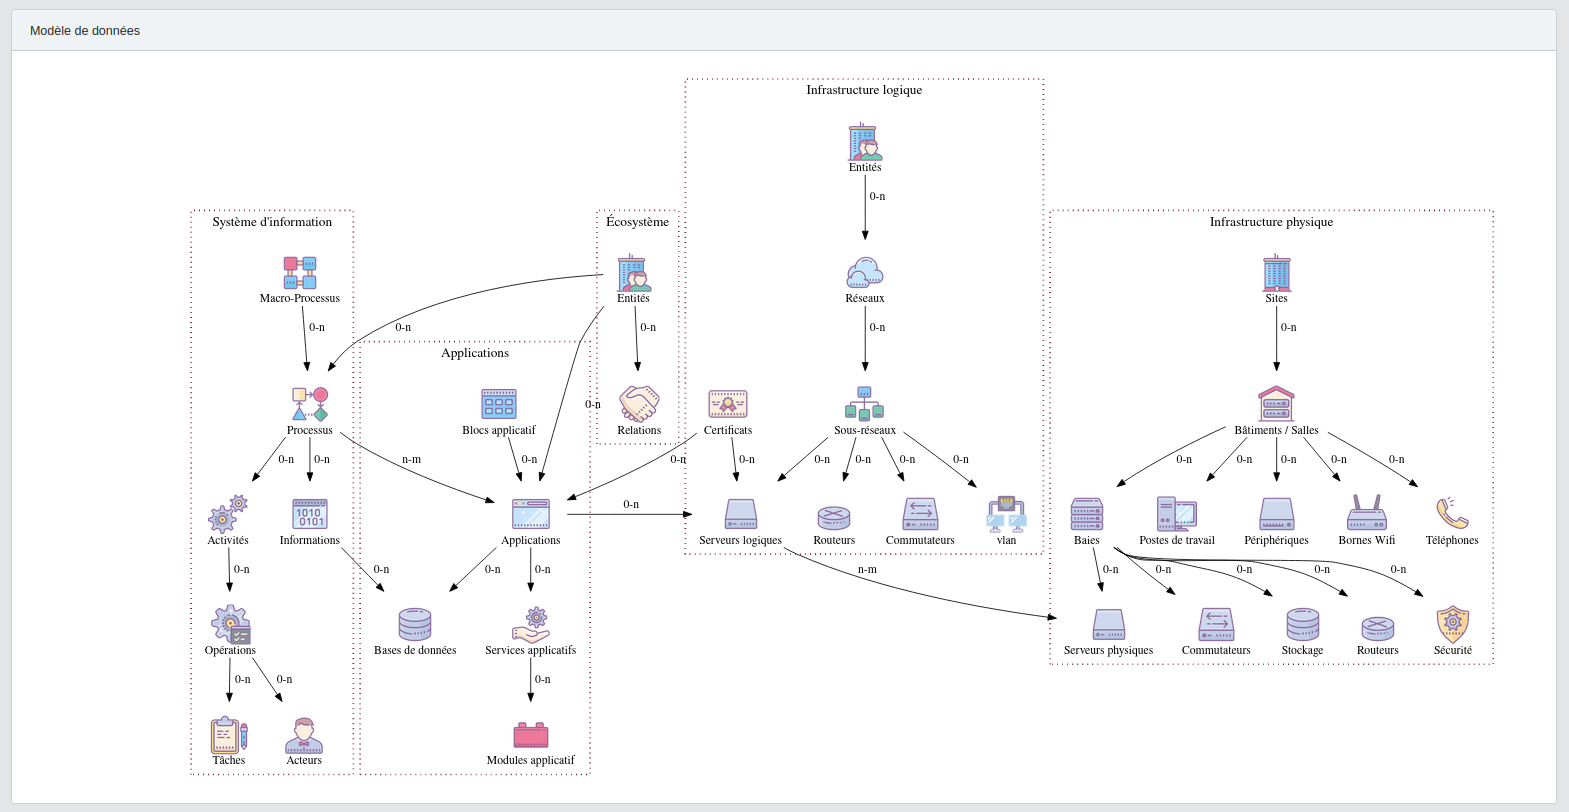 Modèle de données
Infrastructure logique
Entités
0-n
Système d'information
Écosystème
Infrastructure physique
Macro-Processus
Entités
Réseaux
Sites
0-n
0-n
0-n
0-n
0-n
Applications
0-n
Processus
Blocs applicatif
Relations
Certificats
Sous-réseaux
Bâtiments / Salles
0-n
0-n
n-m
0-n
0-n
0-n
0-n
0-n
0-n
0-n
0-n
0-n
0-n
0-n
0-n
0-n
1010
0101
Activités
Informations
Applications
Serveurs logiques
Routeurs
Commutateurs
vlan
Baies
Postes de travail
Périphériques
Bornes Wifi
Téléphones
0-n
0-n
0-n
0-n
n-m
0-n
0-n
0-n
0-n
0-n
Opérations
Bases de données
Services applicatifs
Serveurs physiques
Commutateurs
Stockage
Routeurs
Sécurité
0-n
0-n
0-n
Tâches
Acteurs
Modules applicatif